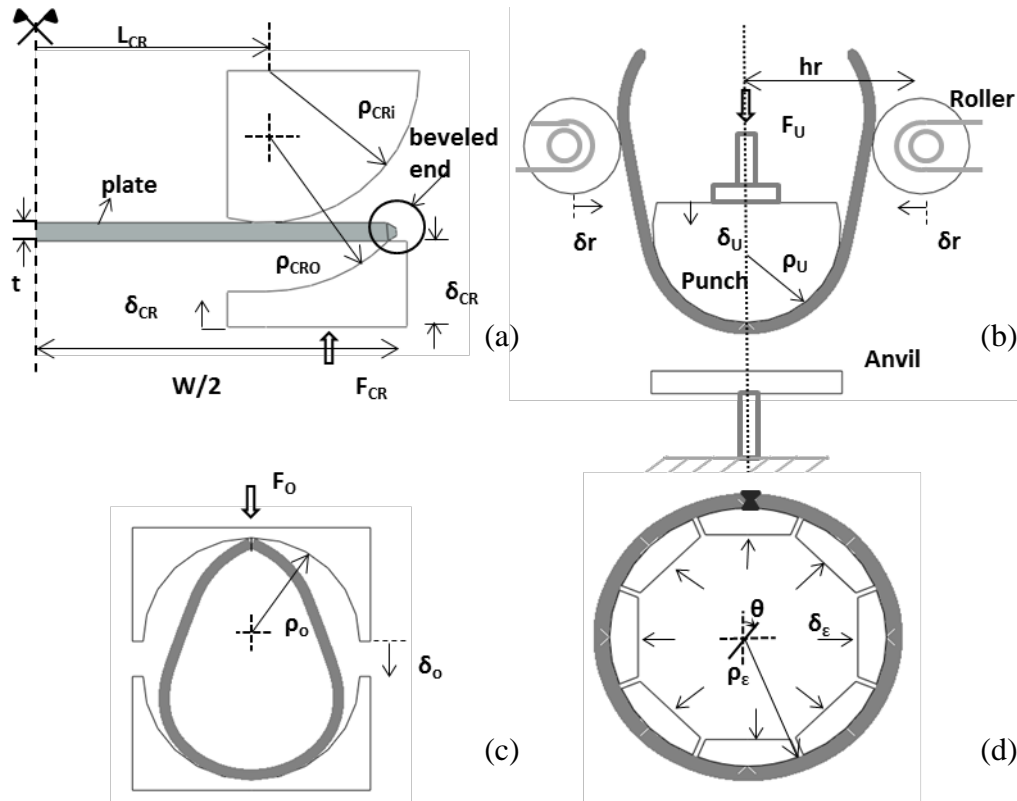 L_CR
ρ_CRi
beveled
end
plate
ρ_CRO
t
δ_CR
δ_CR
W/2
F_CR
(a)
hr
Roller
F_U
δr
δ_U
δr
ρ_U
Punch
(b)
Anvil
F_O
ρ_o
δ_o
(c)
θ
δ_ε
ρ_ε
(d)